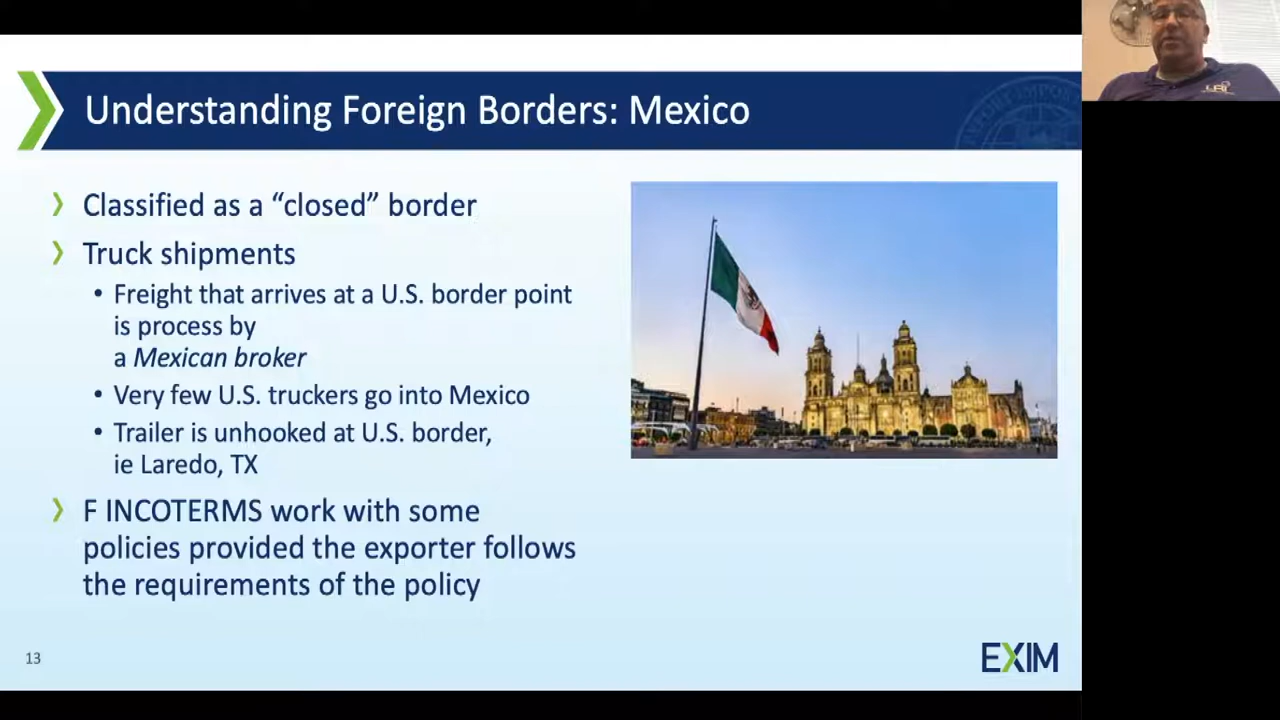 Understanding Foreign Borders: Mexico
Classified as a “closed” border
Truck shipments
Freight that arrives at a U.S. border point
is process by
a Mexican broker
Very few U.S. truckers go into Mexico
Trailer is unhooked at U.S. border,
ie Laredo, TX
F INCOTERMS work with some
policies provided the exporter follows
the requirements of the policy
13
EXIM